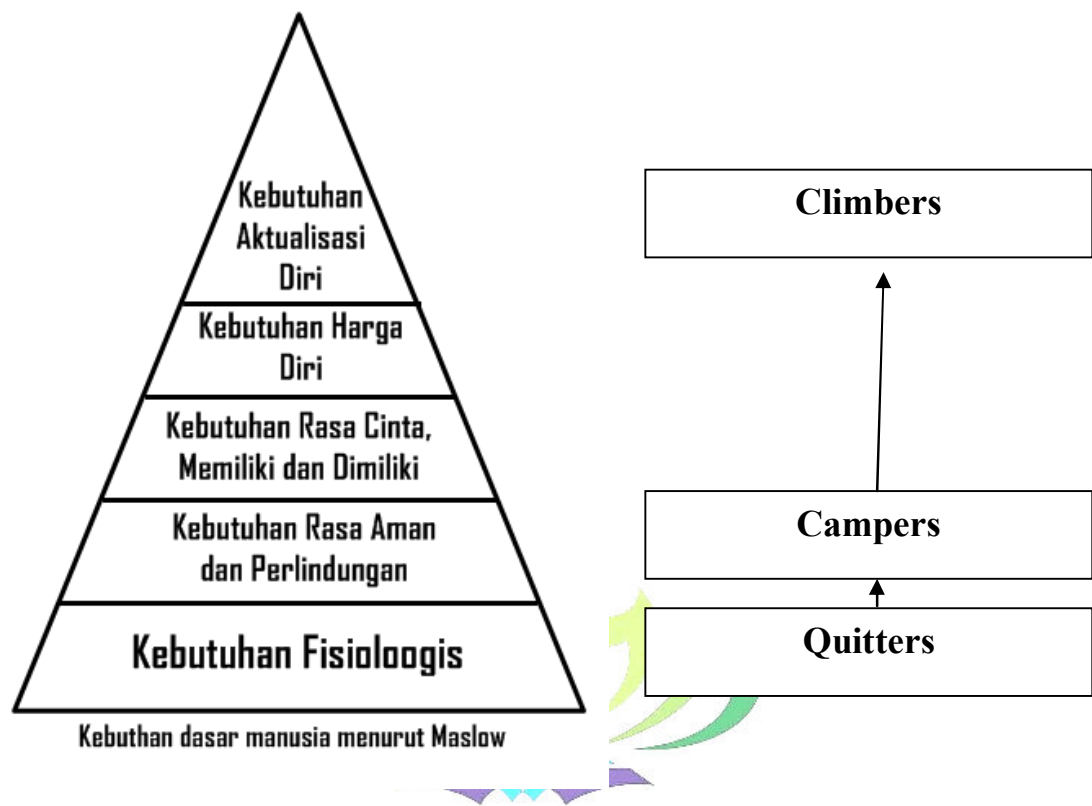 Kebutuhan
Aktualisasi
Diri
Kebutuhan Harga
Diri
Kebutuhan Rasa Cinta,
Memiliki dan Dimiliki
Kebutuhan Rasa Aman
dan Perlindungan
Kebutuhan Fisioloogis
Kebuthan dasar manusia menurut Maslow
Climbers
Campers
Quitters